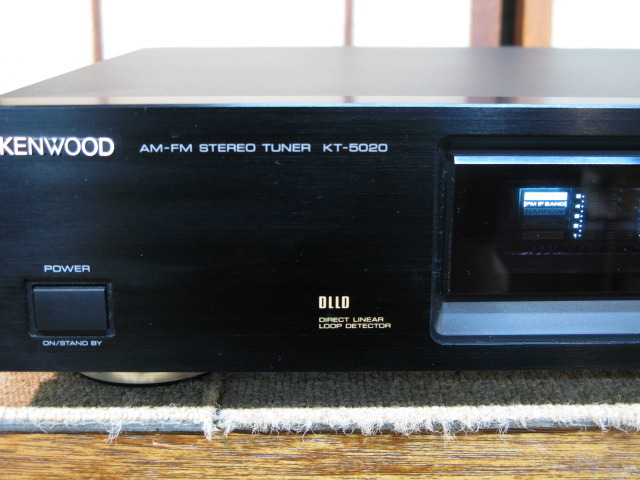 KENWOOD
AM-FM STEREO TUNER KT-5020
[FM IF BAND]
POWER
ON/STAND BY
DLLD
DIRECT LINEAR
LOOP DETECTOR